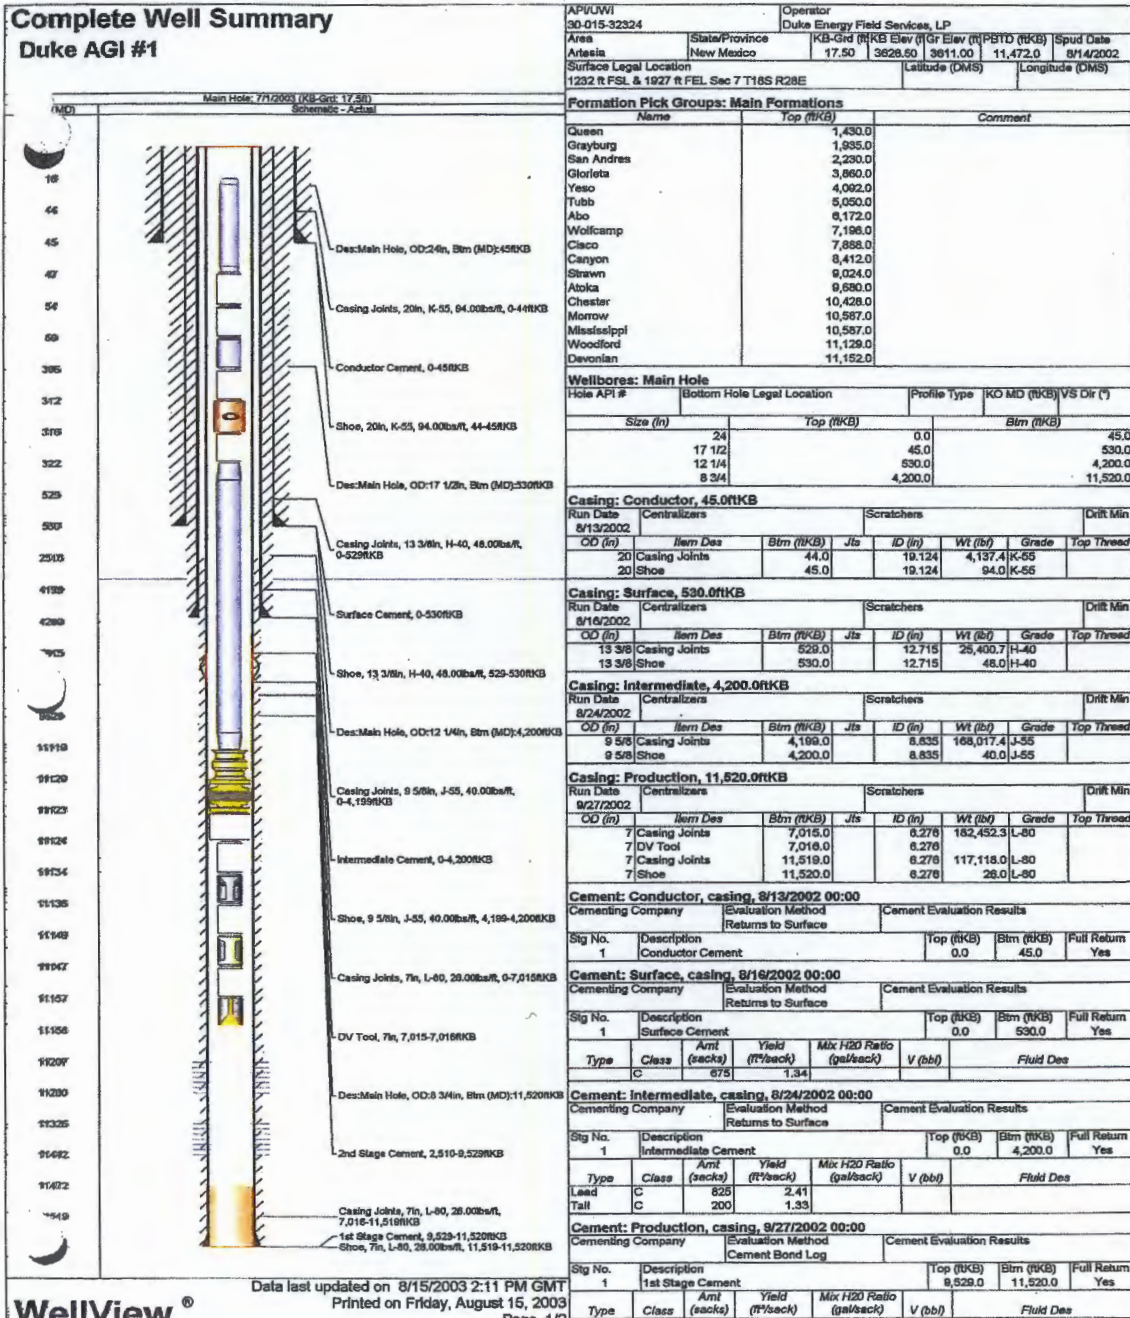 Complete Well Summary
Duke AGI #1
API/UWI Operator
30-015-32324 Duke Energy Field Services, LP
Area State/Province KB-Grd (ft) KB Elev (ft) Gr Elev (ft) PBTD (ftKB) Spud Date
Artesia New Mexico 17.50 3628.50 3611.00 11,472.0 8/14/2002
Surface Legal Location Latitude (DMS) Longitude (DMS)
1232 ft FSL & 1927 ft FEL Sec 7 T18S R28E
Main Hole: 7/1/2003 (KB-Grd: 17.5ft)
(MD) Schematic - Actual
16
44
45
47
54
59
305
312
316
322
529
530
4199
4200
11119
11120
11123
11124
11134
11135
11147
11157
11158
11207
11280
11325
11472
Des:Main Hole, OD:24in, Btm (MD):45ftKB
Casing Joints, 20in, K-55, 94.00lbs/ft, 0-44ftKB
Conductor Cement, 0-45ftKB
Shoe, 20in, K-55, 94.00lbs/ft, 44-45ftKB
Des:Main Hole, OD:17 1/2in, Btm (MD):530ftKB
Casing Joints, 13 3/8in, H-40, 48.00lbs/ft,
0-529ftKB
Surface Cement, 0-530ftKB
Shoe, 13 3/8in, H-40, 48.00lbs/ft, 529-530ftKB
Des:Main Hole, OD:12 1/4in, Btm (MD):4,200ftKB
Casing Joints, 9 5/8in, J-55, 40.00lbs/ft,
0-4,199ftKB
Intermediate Cement, 0-4,200ftKB
Shoe, 9 5/8in, J-55, 40.00lbs/ft, 4,199-4,200ftKB
Casing Joints, 7in, L-80, 26.00lbs/ft, 0-7,015ftKB
DV Tool, 7in, 7,015-7,016ftKB
Des:Main Hole, OD:8 3/4in, Btm (MD):11,520ftKB
2nd Stage Cement, 2,510-9,529ftKB
Casing Joints, 7in, L-80, 26.00lbs/ft,
7,016-11,519ftKB
1st Stage Cement, 9,529-11,520ftKB
Shoe, 7in, L-80, 26.00lbs/ft, 11,519-11,520ftKB
Formation Pick Groups: Main Formations
Name Top (ftKB) Comment
Queen 1,430.0
Grayburg 1,935.0
San Andres 2,230.0
Glorieta 3,860.0
Yeso 4,092.0
Tubb 5,050.0
Abo 6,172.0
Wolfcamp 7,196.0
Cisco 7,888.0
Canyon 8,412.0
Strawn 9,024.0
Atoka 9,680.0
Chester 10,428.0
Morrow 10,587.0
Mississippi 10,587.0
Woodford 11,129.0
Devonian 11,152.0
Wellbores: Main Hole
Hole API # Bottom Hole Legal Location Profile Type KO MD (ftKB) VS Dir (°)
Size (in) Top (ftKB) Btm (ftKB)
24 0.0 45.0
17 1/2 45.0 530.0
12 1/4 530.0 4,200.0
8 3/4 4,200.0 11,520.0
Casing: Conductor, 45.0ftKB
Run Date Centralizers Scratchers Drift Min
8/13/2002
OD (in) Item Des Btm (ftKB) Jts ID (in) Wt (lbf) Grade Top Thread
20 Casing Joints 44.0 19.124 4,137.4 K-55
20 Shoe 45.0 19.124 94.0 K-55
Casing: Surface, 530.0ftKB
Run Date Centralizers Scratchers Drift Min
8/16/2002
OD (in) Item Des Btm (ftKB) Jts ID (in) Wt (lbf) Grade Top Thread
13 3/8 Casing Joints 529.0 12.715 25,400.7 H-40
13 3/8 Shoe 530.0 12.715 48.0 H-40
Casing: Intermediate, 4,200.0ftKB
Run Date Centralizers Scratchers Drift Min
8/24/2002
OD (in) Item Des Btm (ftKB) Jts ID (in) Wt (lbf) Grade Top Thread
9 5/8 Casing Joints 4,199.0 8.835 168,017.4 J-55
9 5/8 Shoe 4,200.0 8.835 40.0 J-55
Casing: Production, 11,520.0ftKB
Run Date Centralizers Scratchers Drift Min
9/27/2002
OD (in) Item Des Btm (ftKB) Jts ID (in) Wt (lbf) Grade Top Thread
7 Casing Joints 7,015.0 6.276 182,452.3 L-80
7 DV Tool 7,016.0 6.276
7 Casing Joints 11,519.0 6.276 117,118.0 L-80
7 Shoe 11,520.0 6.276 26.0 L-80
Cement: Conductor, casing, 8/13/2002 00:00
Cementing Company Evaluation Method Cement Evaluation Results
Returns to Surface
Stg No. Description Top (ftKB) Btm (ftKB) Full Return
1 Conductor Cement 0.0 45.0 Yes
Cement: Surface, casing, 8/16/2002 00:00
Cementing Company Evaluation Method Cement Evaluation Results
Returns to Surface
Stg No. Description Top (ftKB) Btm (ftKB) Full Return
1 Surface Cement 0.0 530.0 Yes
Type Class Amt (sacks) Yield (ft³/sack) Mix H20 Ratio (gal/sack) V (bbl) Fluid Des
C 675 1.34
Cement: Intermediate, casing, 8/24/2002 00:00
Cementing Company Evaluation Method Cement Evaluation Results
Returns to Surface
Stg No. Description Top (ftKB) Btm (ftKB) Full Return
1 Intermediate Cement 0.0 4,200.0 Yes
Type Class Amt (sacks) Yield (ft³/sack) Mix H20 Ratio (gal/sack) V (bbl) Fluid Des
Lead C 825 2.41
Tail C 200 1.33
Cement: Production, casing, 9/27/2002 00:00
Cementing Company Evaluation Method Cement Evaluation Results
Cement Bond Log
Stg No. Description Top (ftKB) Btm (ftKB) Full Return
1 1st Stage Cement 9,529.0 11,520.0 Yes
Type Class Amt (sacks) Yield (ft³/sack) Mix H20 Ratio (gal/sack) V (bbl) Fluid Des
Data last updated on 8/15/2003 2:11 PM GMT
Printed on Friday, August 15, 2003
WellView ®